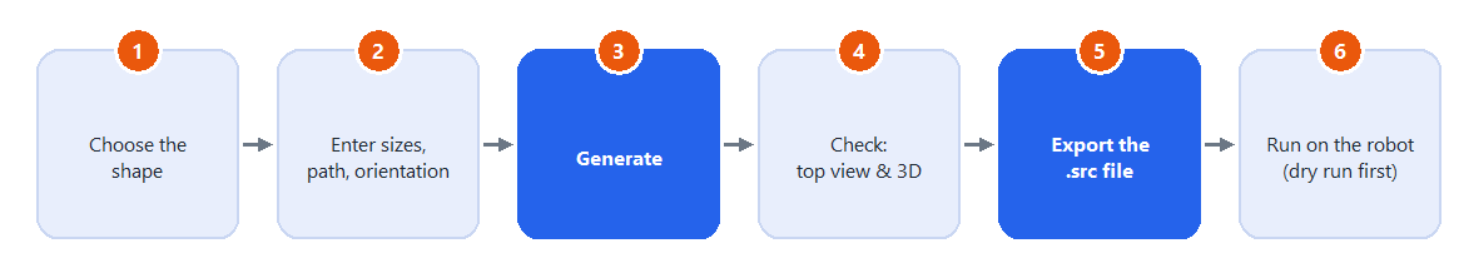 1
2
3
4
5
6
Choose the
shape
Enter sizes,
path, orientation
Generate
Check:
top view & 3D
Export the
.src file
Run on the robot
(dry run first)